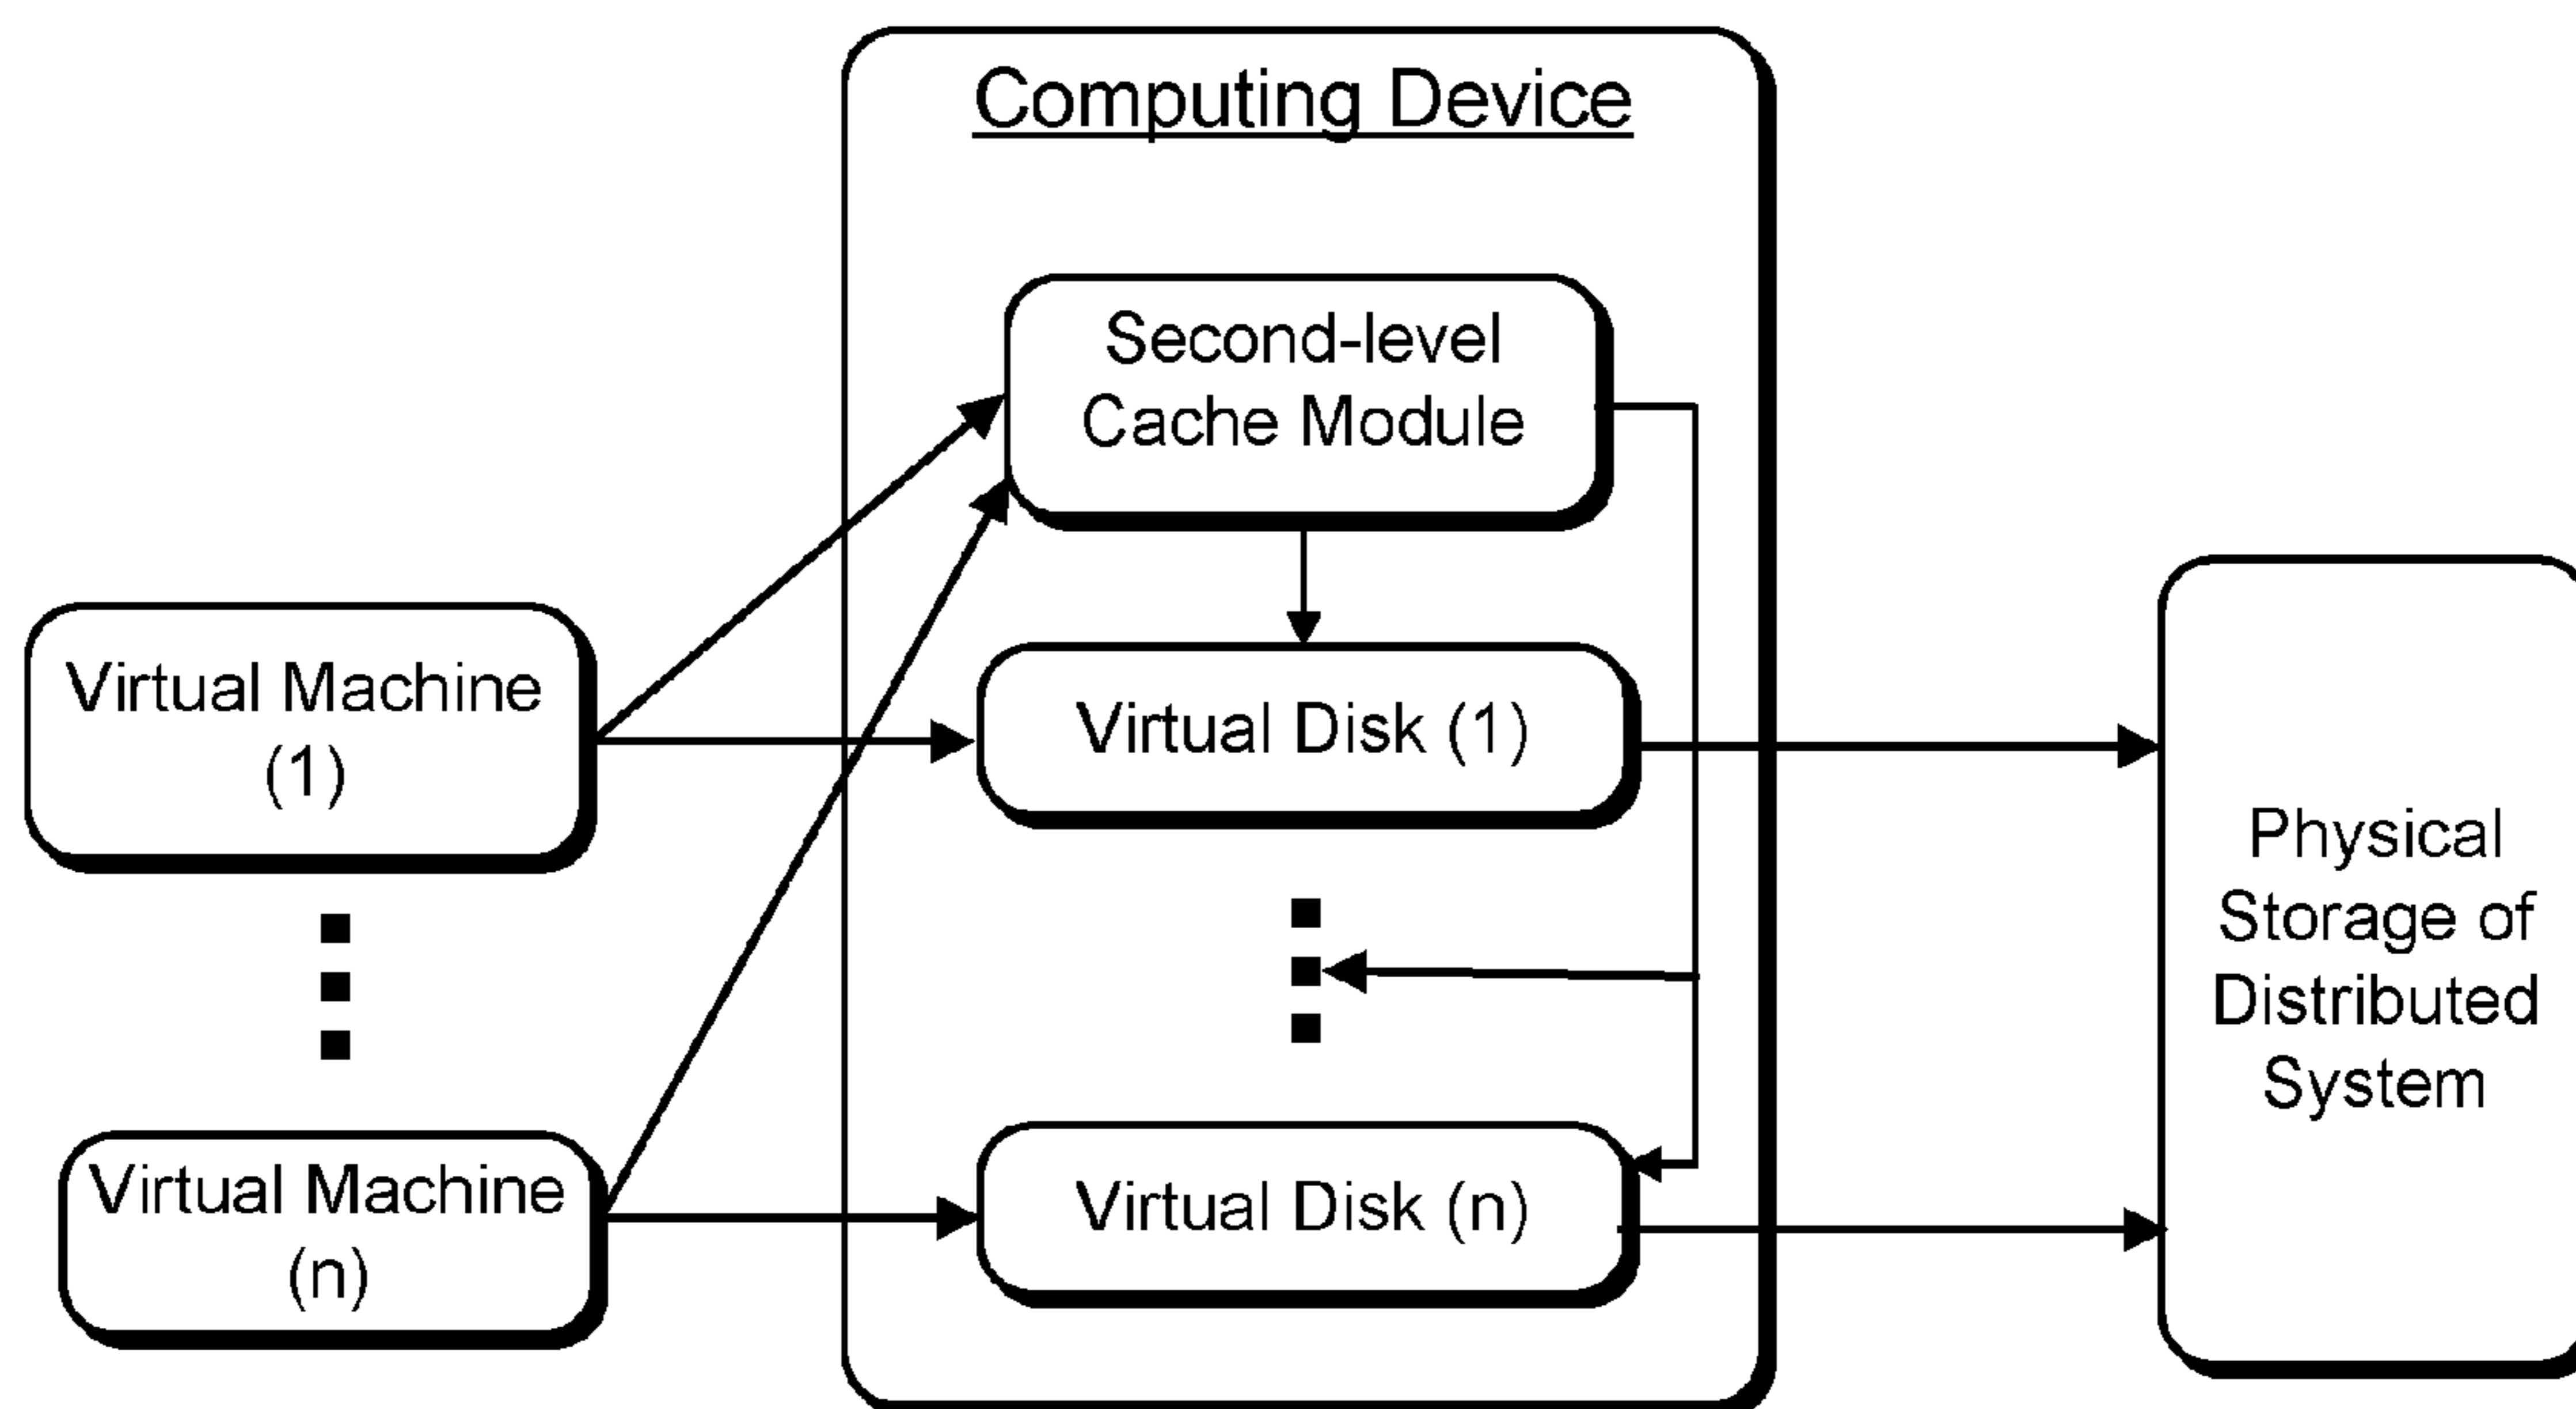 Computing Device
Second-level
Cache Module
Virtual Machine
(1)
Virtual Disk (1)
Virtual Machine
(n)
Virtual Disk (n)
Physical
Storage of
Distributed
System